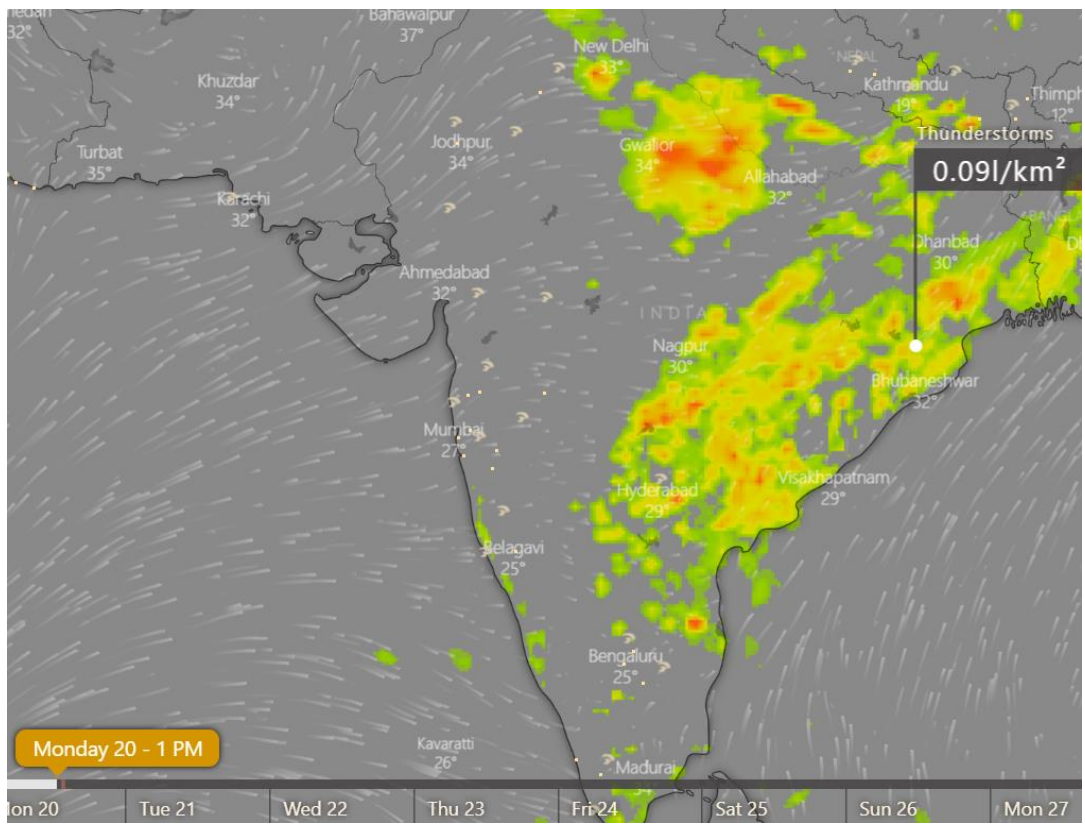 32°
Bahawalpur
37°
New Delhi
33°
NEPAL
Kathmandu
19°
Khuzdar
34°
12°
Thunderstorms
0.09l/km²
Jodhpur
34°
Gwalior
34°
Turbat
35°
Allahabad
32°
Karachi
32°
Dhanbad
30°
Ahmedabad
32°
INDIA
Nagpur
30°
Bhubaneshwar
32°
Mumbai
27°
Visakhapatnam
29°
Hyderabad
29°
Belagavi
25°
Bengaluru
25°
Monday 20 - 1 PM
Kavaratti
26°
Madurai
Tue 21
Wed 22
Thu 23
Fri 24
Sat 25
Sun 26
Mon 27